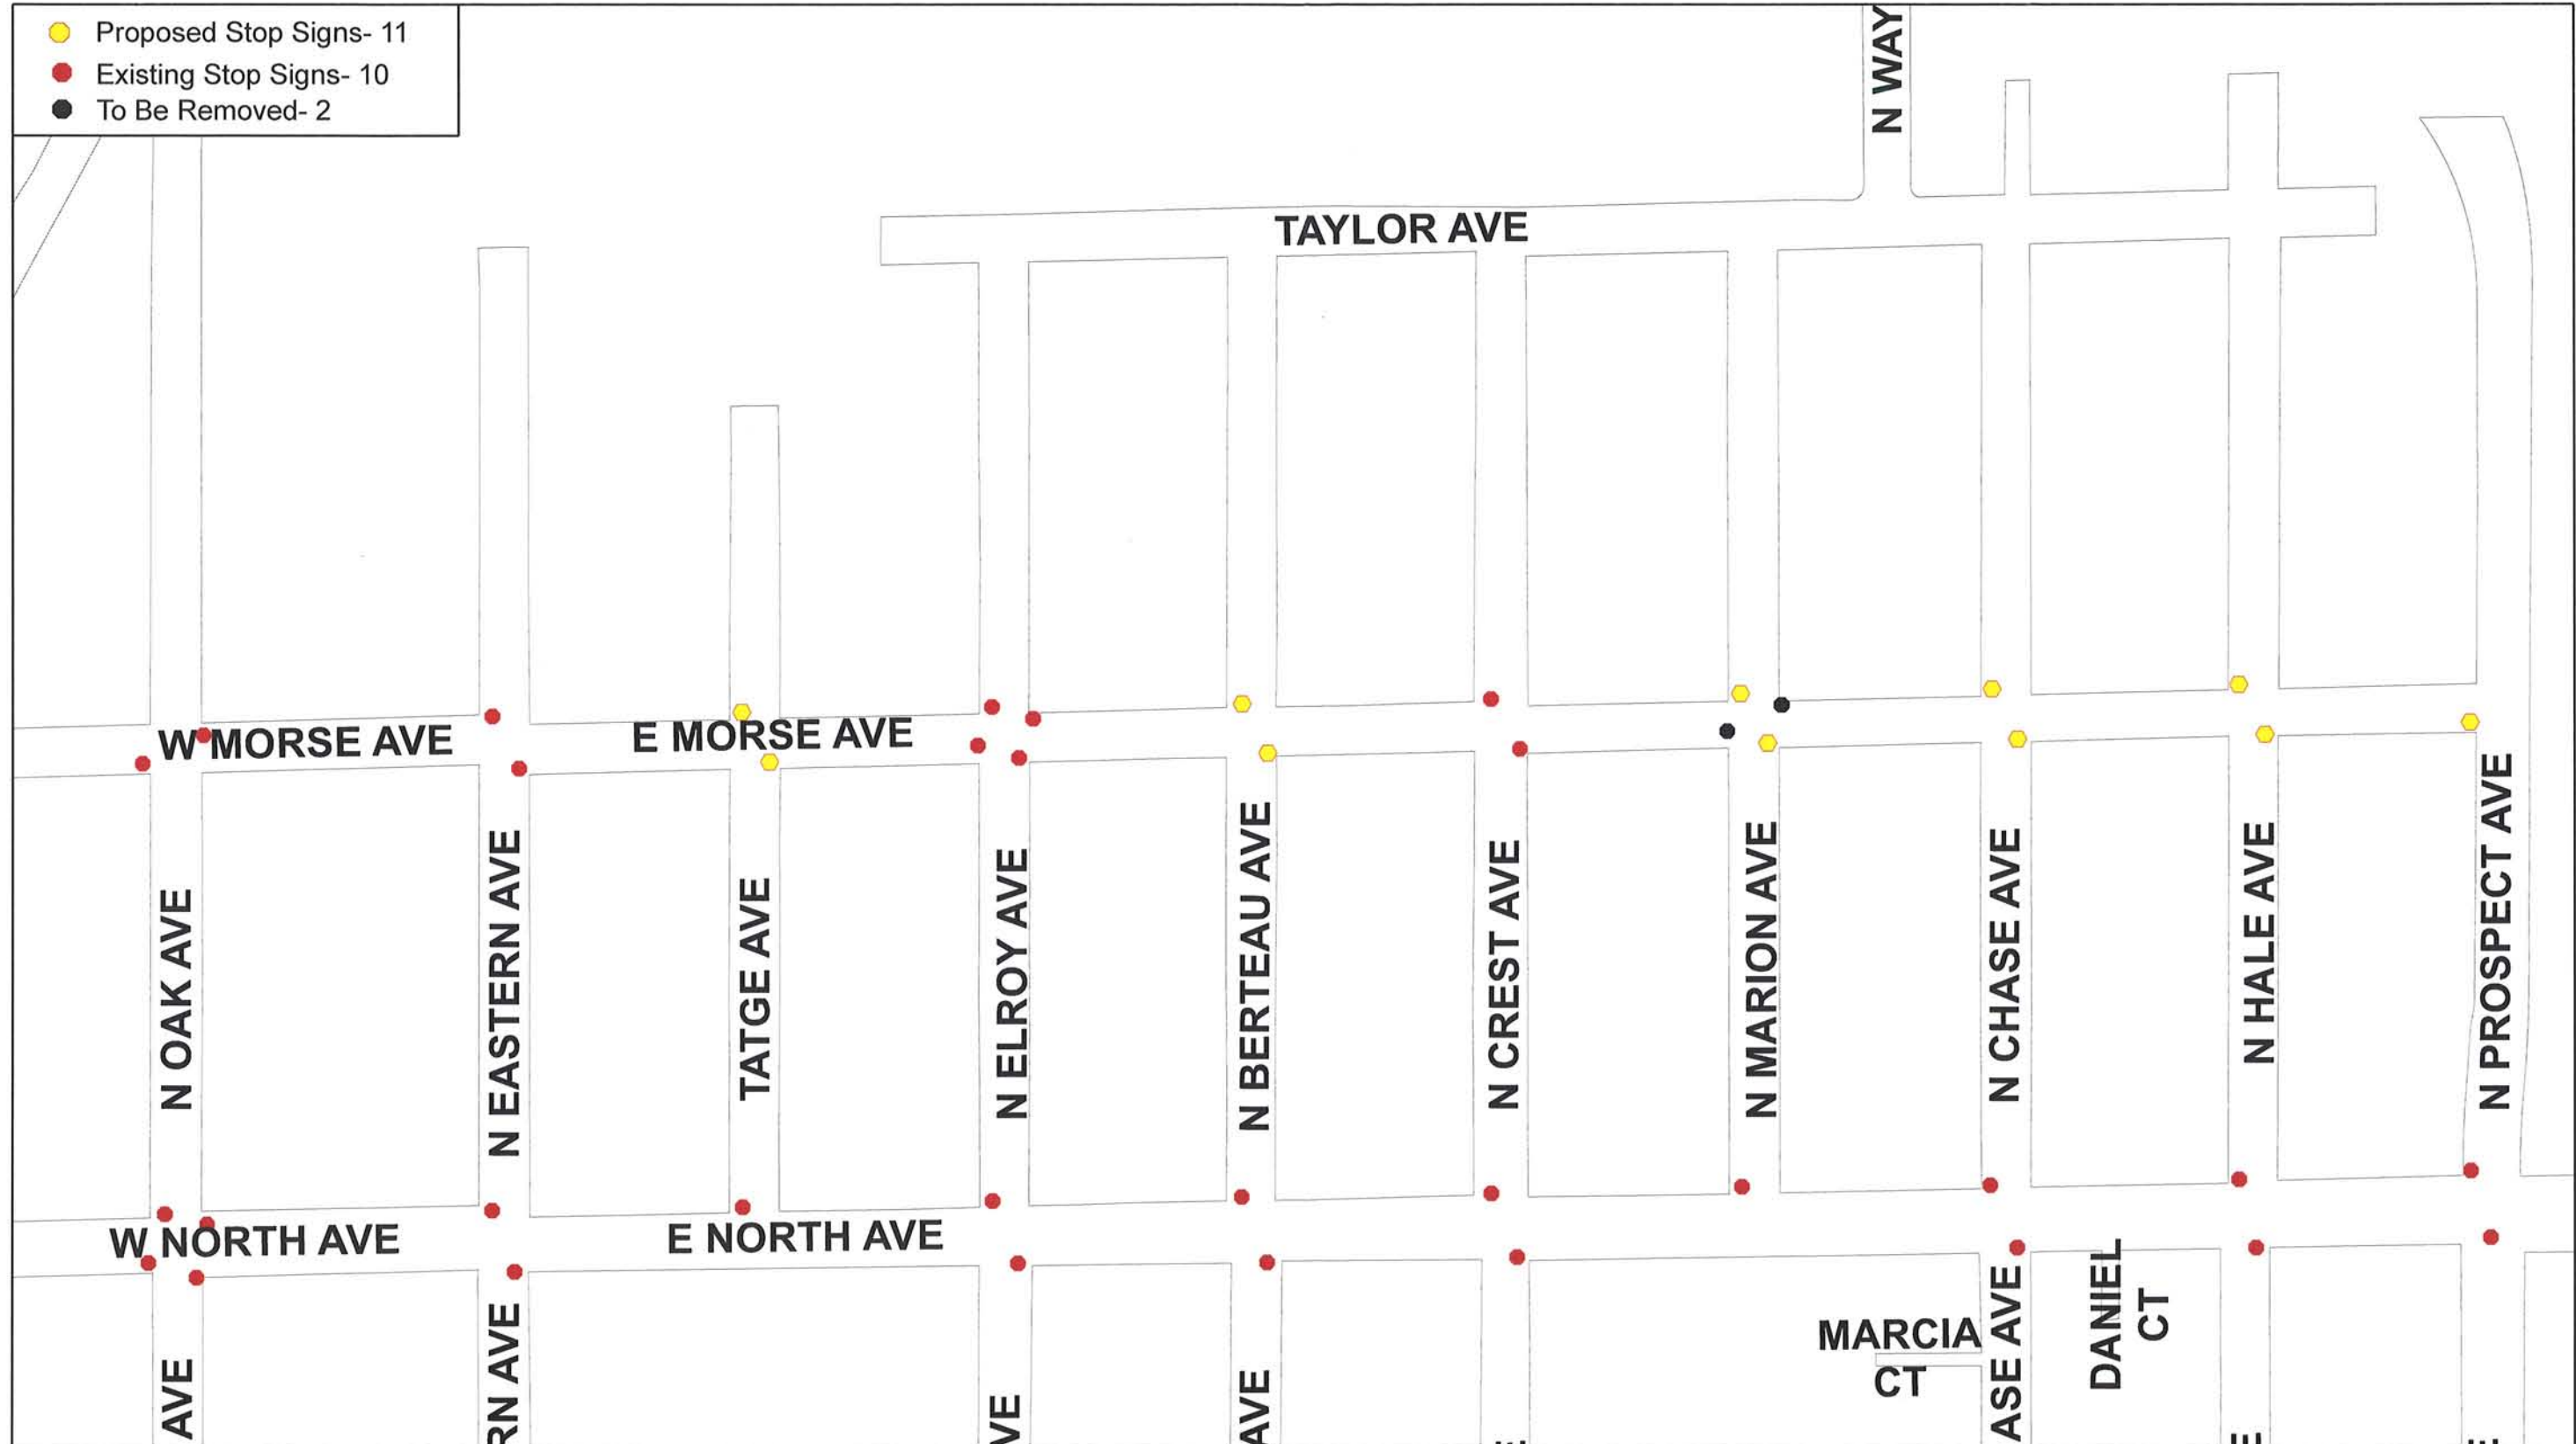 Proposed Stop Signs- 11
Existing Stop Signs- 10
To Be Removed- 2
N WAY
TAYLOR AVE
W MORSE AVE
E MORSE AVE
N OAK AVE
N EASTERN AVE
TATGE AVE
N ELROY AVE
N BERTEAU AVE
N CREST AVE
N MARION AVE
N CHASE AVE
N HALE AVE
N PROSPECT AVE
W NORTH AVE
E NORTH AVE
MARCIA
CT
DANIEL
CT
AVE
RN AVE
VE
AVE
E
ASE AVE
E
E